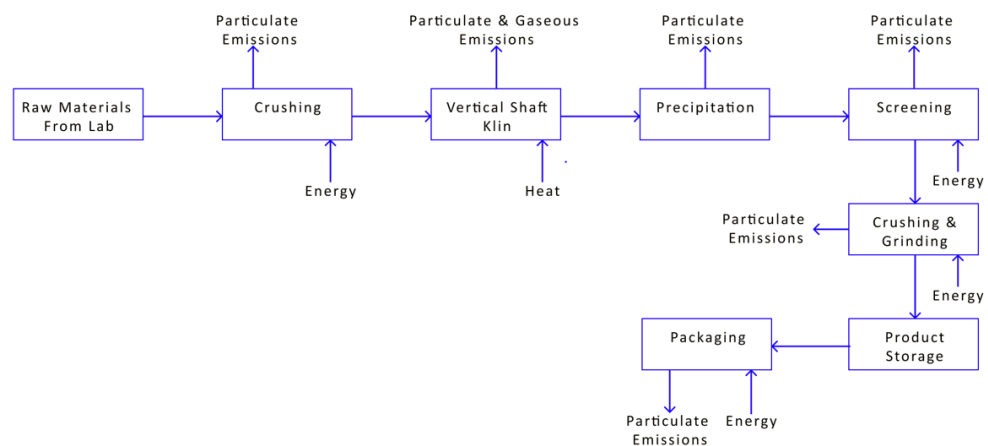 Particulate
Emissions
Particulate & Gaseous
Emissions
Particulate
Emissions
Particulate
Emissions
Raw Materials
From Lab
Crushing
Vertical Shaft
Klin
Precipitation
Screening
Energy
Heat
Energy
Particulate
Emissions
Crushing &
Grinding
Energy
Packaging
Product
Storage
Particulate
Emissions
Energy